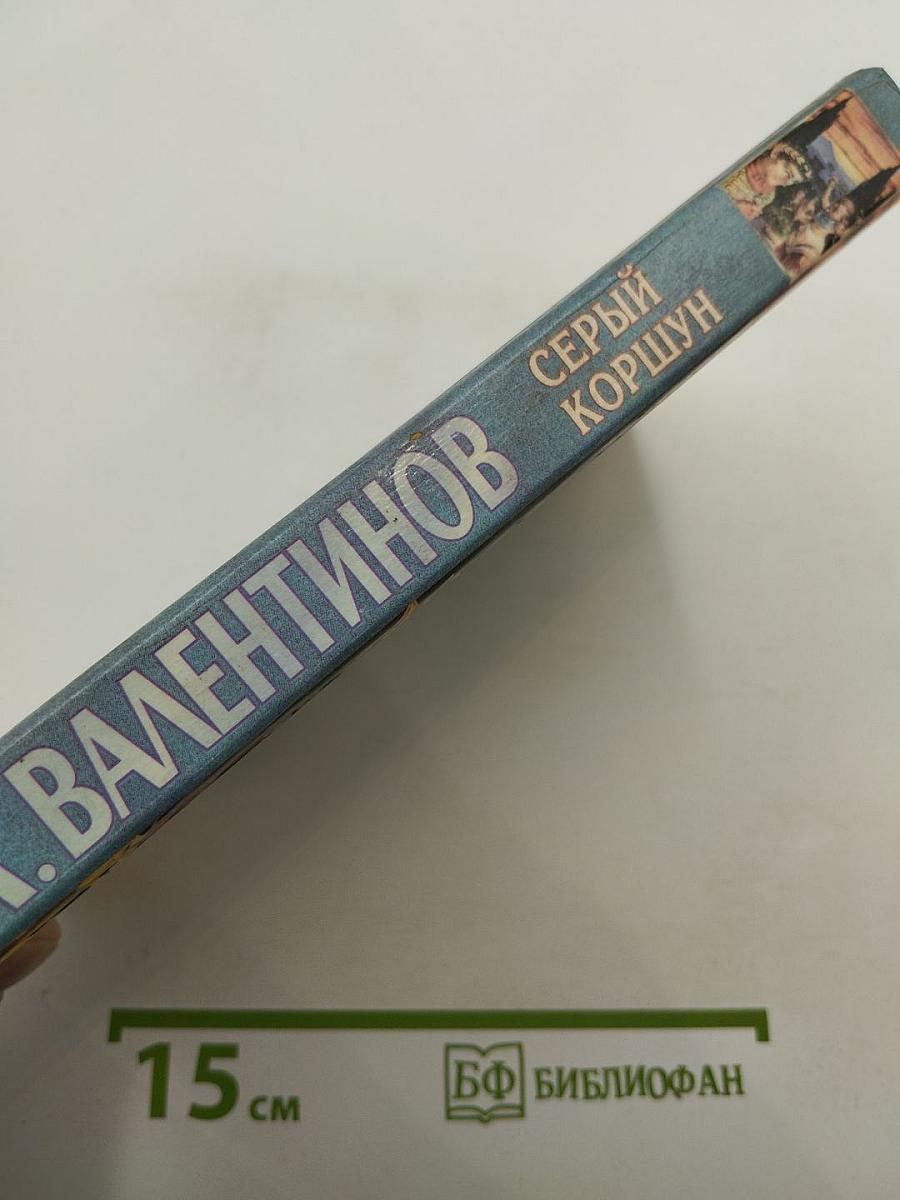 СЕРЫЙ
КОРШУН
А. ВАЛЕНТИНОВ
15 см
БФ БИБЛИОФАН